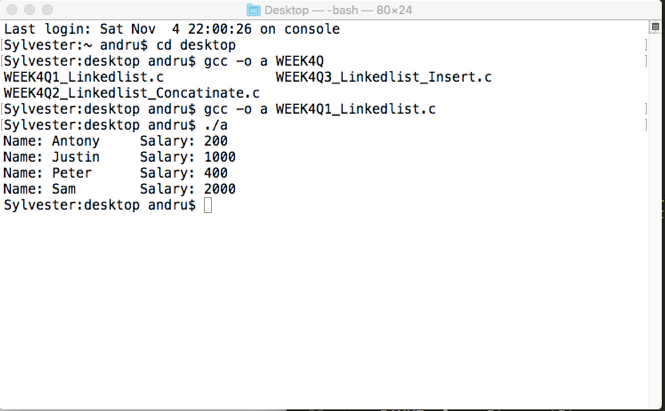 Desktop — -bash — 80×24
Last login: Sat Nov  4 22:00:26 on console
[Sylvester:~ andru$ cd desktop
[Sylvester:desktop andru$ gcc -o a WEEK4Q
WEEK4Q1_Linkedlist.c              WEEK4Q3_Linkedlist_Insert.c
WEEK4Q2_Linkedlist_Concatinate.c
[Sylvester:desktop andru$ gcc -o a WEEK4Q1_Linkedlist.c
[Sylvester:desktop andru$ ./a
Name: Antony     Salary: 200
Name: Justin     Salary: 1000
Name: Peter      Salary: 400
Name: Sam        Salary: 2000
Sylvester:desktop andru$